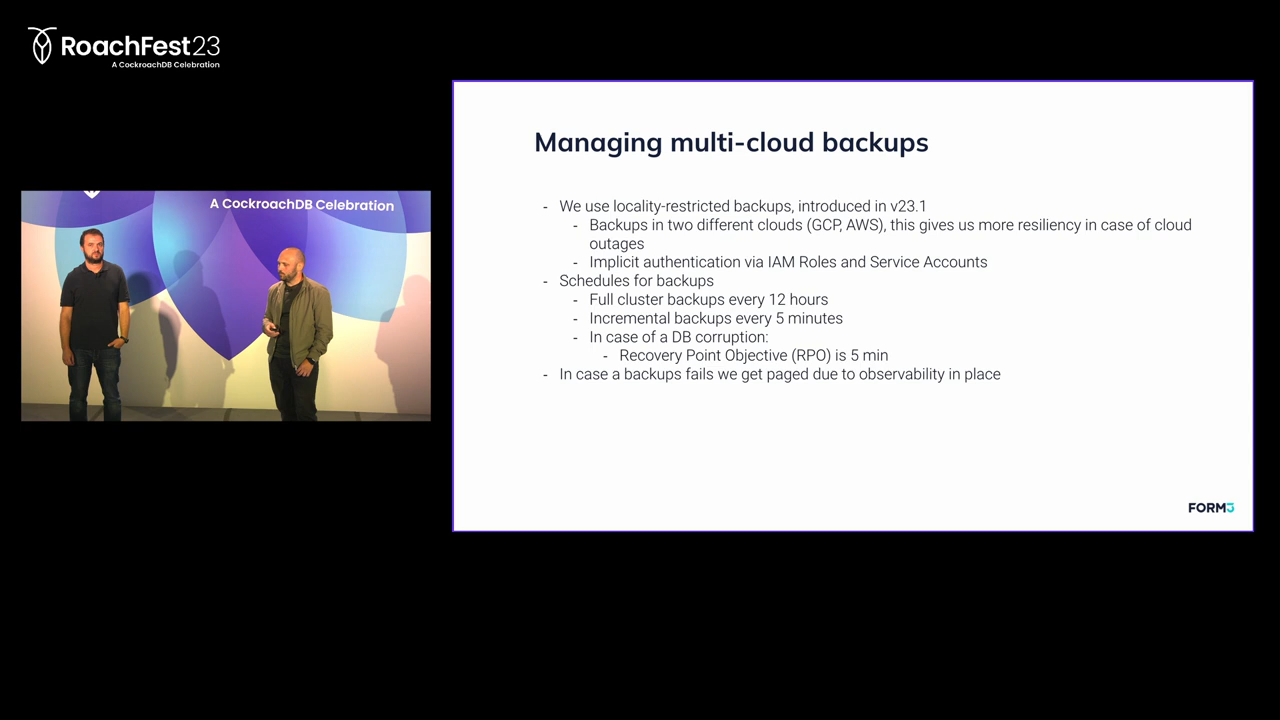 RoachFest23
A CockroachDB Celebration
A CockroachDB Celebration
Managing multi-cloud backups
- We use locality-restricted backups, introduced in v23.1
- Backups in two different clouds (GCP, AWS), this gives us more resiliency in case of cloud
outages
- Implicit authentication via IAM Roles and Service Accounts
- Schedules for backups
- Full cluster backups every 12 hours
- Incremental backups every 5 minutes
- In case of a DB corruption:
- Recovery Point Objective (RPO) is 5 min
- In case a backups fails we get paged due to observability in place
FORM3